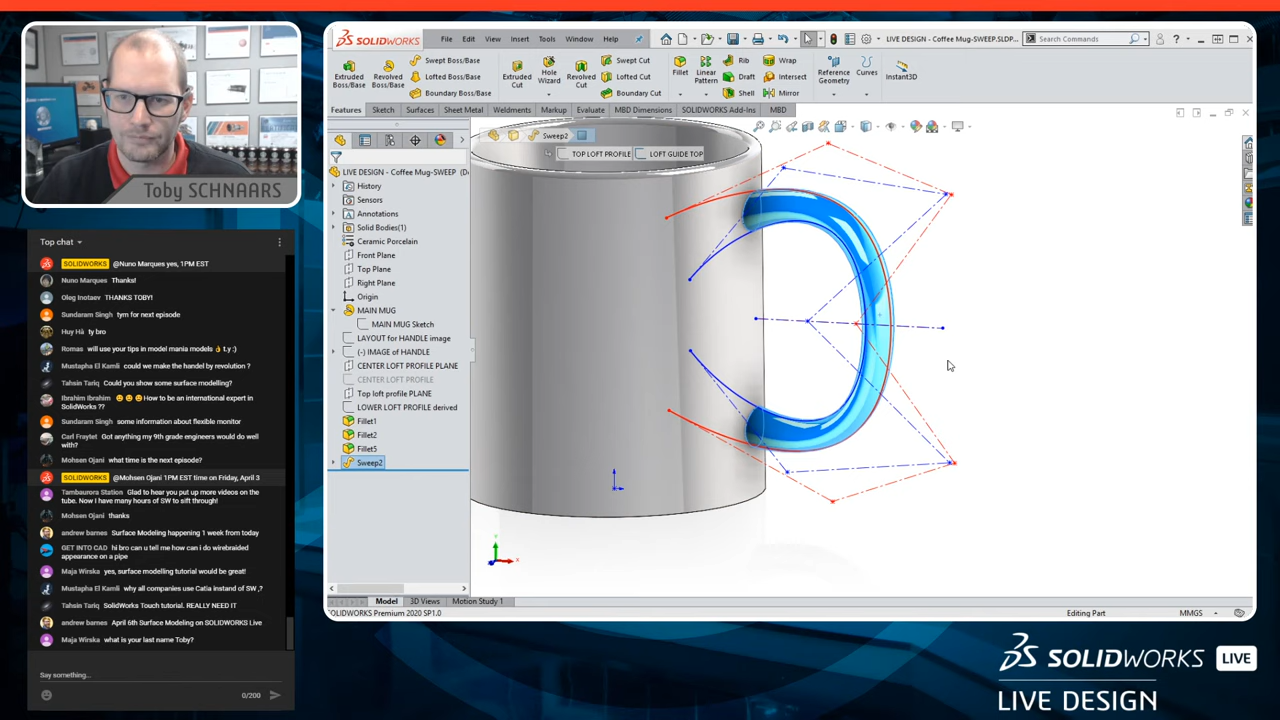 Toby SCHNAARS
Top chat
SOLIDWORKS @Nuno Marques yes, 1PM EST
Nuno Marques Thanks!
Oleg Inotaev THANKS TOBY!
Sundaram Singh tym for next episode
Huy Hà ty bro
Romas will use your tips in model mania models 👌 t.y :)
Mustapha El Kamli could we make the handel by revolution ?
Tahsin Tariq Could you show some surface modelling?
Ibrahim Ibrahim How to be an international expert in
SolidWorks ??
Sundaram Singh some information about flexible monitor
Carl Fraytet Got anything my 9th grade engineers would do well
with?
Mohsen Ojani what time is the next episode?
SOLIDWORKS @Mohsen Ojani 1PM EST time on Friday, April 3
Tambaurora Station Glad to hear you put up more videos on the
tube. Now i have many hours of SW to sift through!
Mohsen Ojani thanks
andrew barnes Surface Modeling happening 1 week from today
GET INTO CAD hi bro can u tell me how can i do wirebraided
appearance on a pipe
Maja Wirska yes, surface modelling tutorial would be great!
Mustapha El Kamli why all companies use Catia instand of SW ,?
Tahsin Tariq SolidWorks Touch tutorial. REALLY NEED IT
andrew barnes April 6th Surface Modeling on SOLIDWORKS Live
Maja Wirska what is your last name Toby?
Say something...
0/200
SOLIDWORKS File Edit View Insert Tools Window Help LIVE DESIGN - Coffee Mug-SWEEP.SLDP... Search Commands
Extruded Boss/Base
Revolved Boss/Base
Swept Boss/Base
Lofted Boss/Base
Boundary Boss/Base
Extruded Cut
Hole Wizard
Revolved Cut
Swept Cut
Lofted Cut
Boundary Cut
Fillet
Linear Pattern
Rib
Draft
Shell
Wrap
Intersect
Mirror
Reference Geometry
Curves
Instant3D
Features Sketch Surfaces Sheet Metal Weldments Markup Evaluate MBD Dimensions SOLIDWORKS Add-Ins MBD
Sweep2
TOP LOFT PROFILE LOFT GUIDE TOP
LIVE DESIGN - Coffee Mug-SWEEP (D
History
Sensors
Annotations
Solid Bodies(1)
Ceramic Porcelain
Front Plane
Top Plane
Right Plane
Origin
MAIN MUG
MAIN MUG Sketch
LAYOUT for HANDLE image
(-) IMAGE of HANDLE
CENTER LOFT PROFILE PLANE
CENTER LOFT PROFILE
Top loft profile PLANE
LOWER LOFT PROFILE derived
Fillet1
Fillet2
Fillet5
Sweep2
Model 3D Views Motion Study 1
SOLIDWORKS Premium 2020 SP1.0 Editing Part MMGS
SOLIDWORKS LIVE
LIVE DESIGN